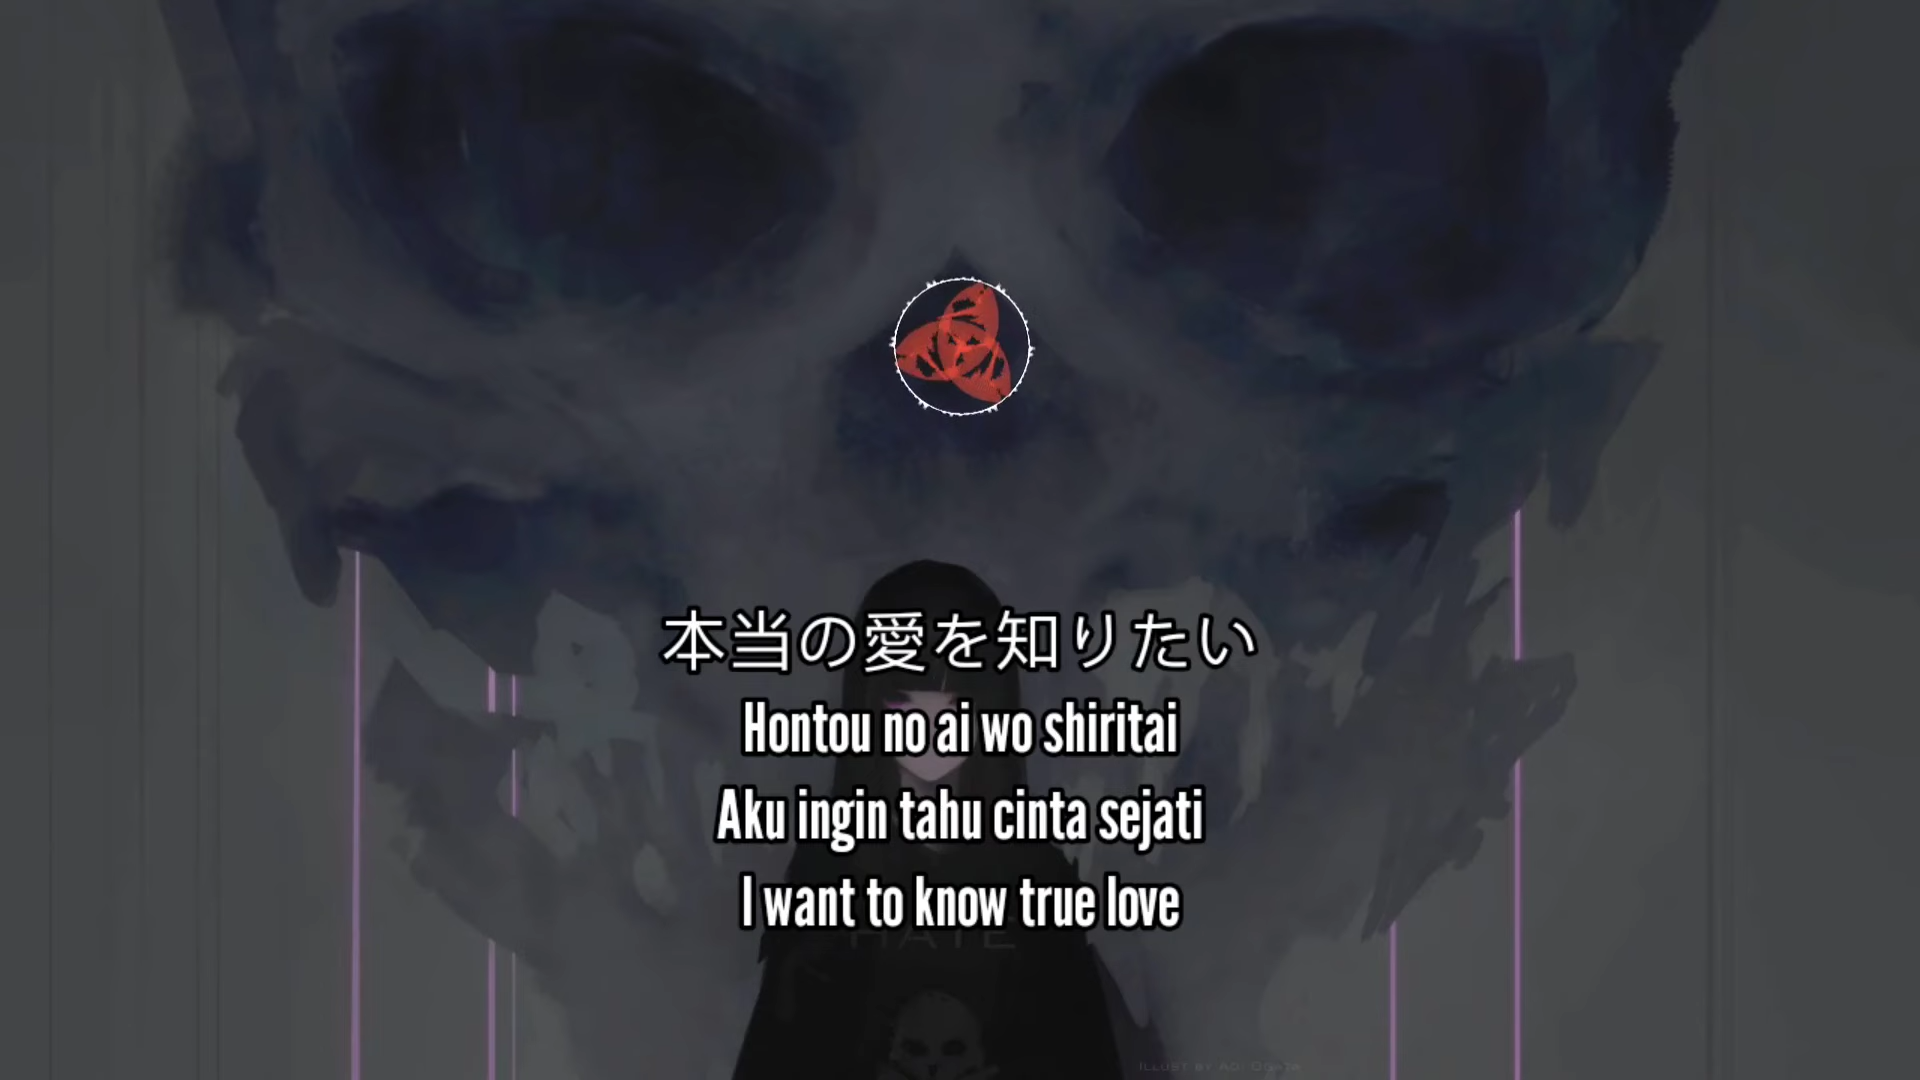 本当の愛を知りたい
Hontou no ai wo shiritai
Aku ingin tahu cinta sejati
I want to know true love
HATE